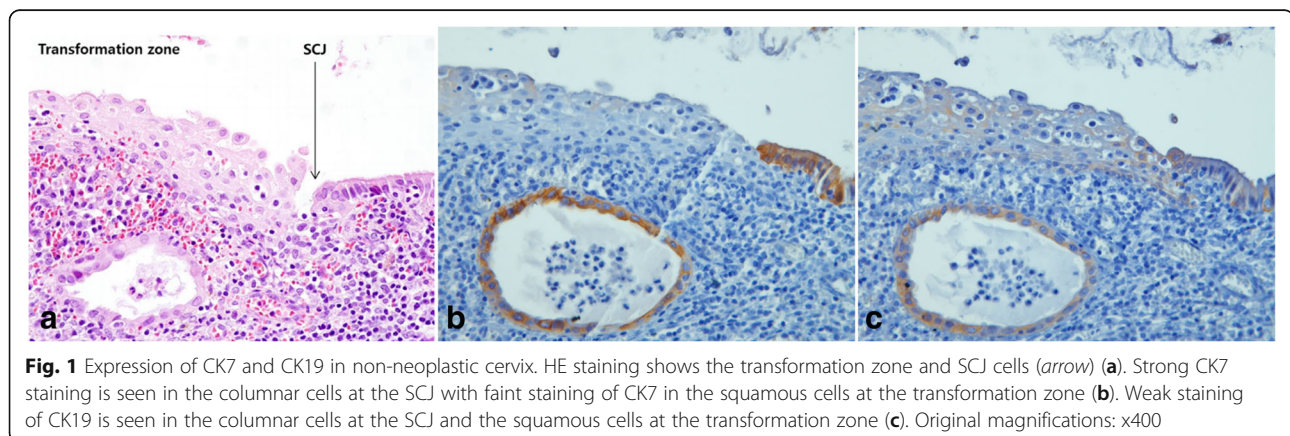 Transformation zone SCJ
a b c
Fig. 1 Expression of CK7 and CK19 in non-neoplastic cervix. HE staining shows the transformation zone and SCJ cells (arrow) (a). Strong CK7
staining is seen in the columnar cells at the SCJ with faint staining of CK7 in the squamous cells at the transformation zone (b). Weak staining
of CK19 is seen in the columnar cells at the SCJ and the squamous cells at the transformation zone (c). Original magnifications: x400